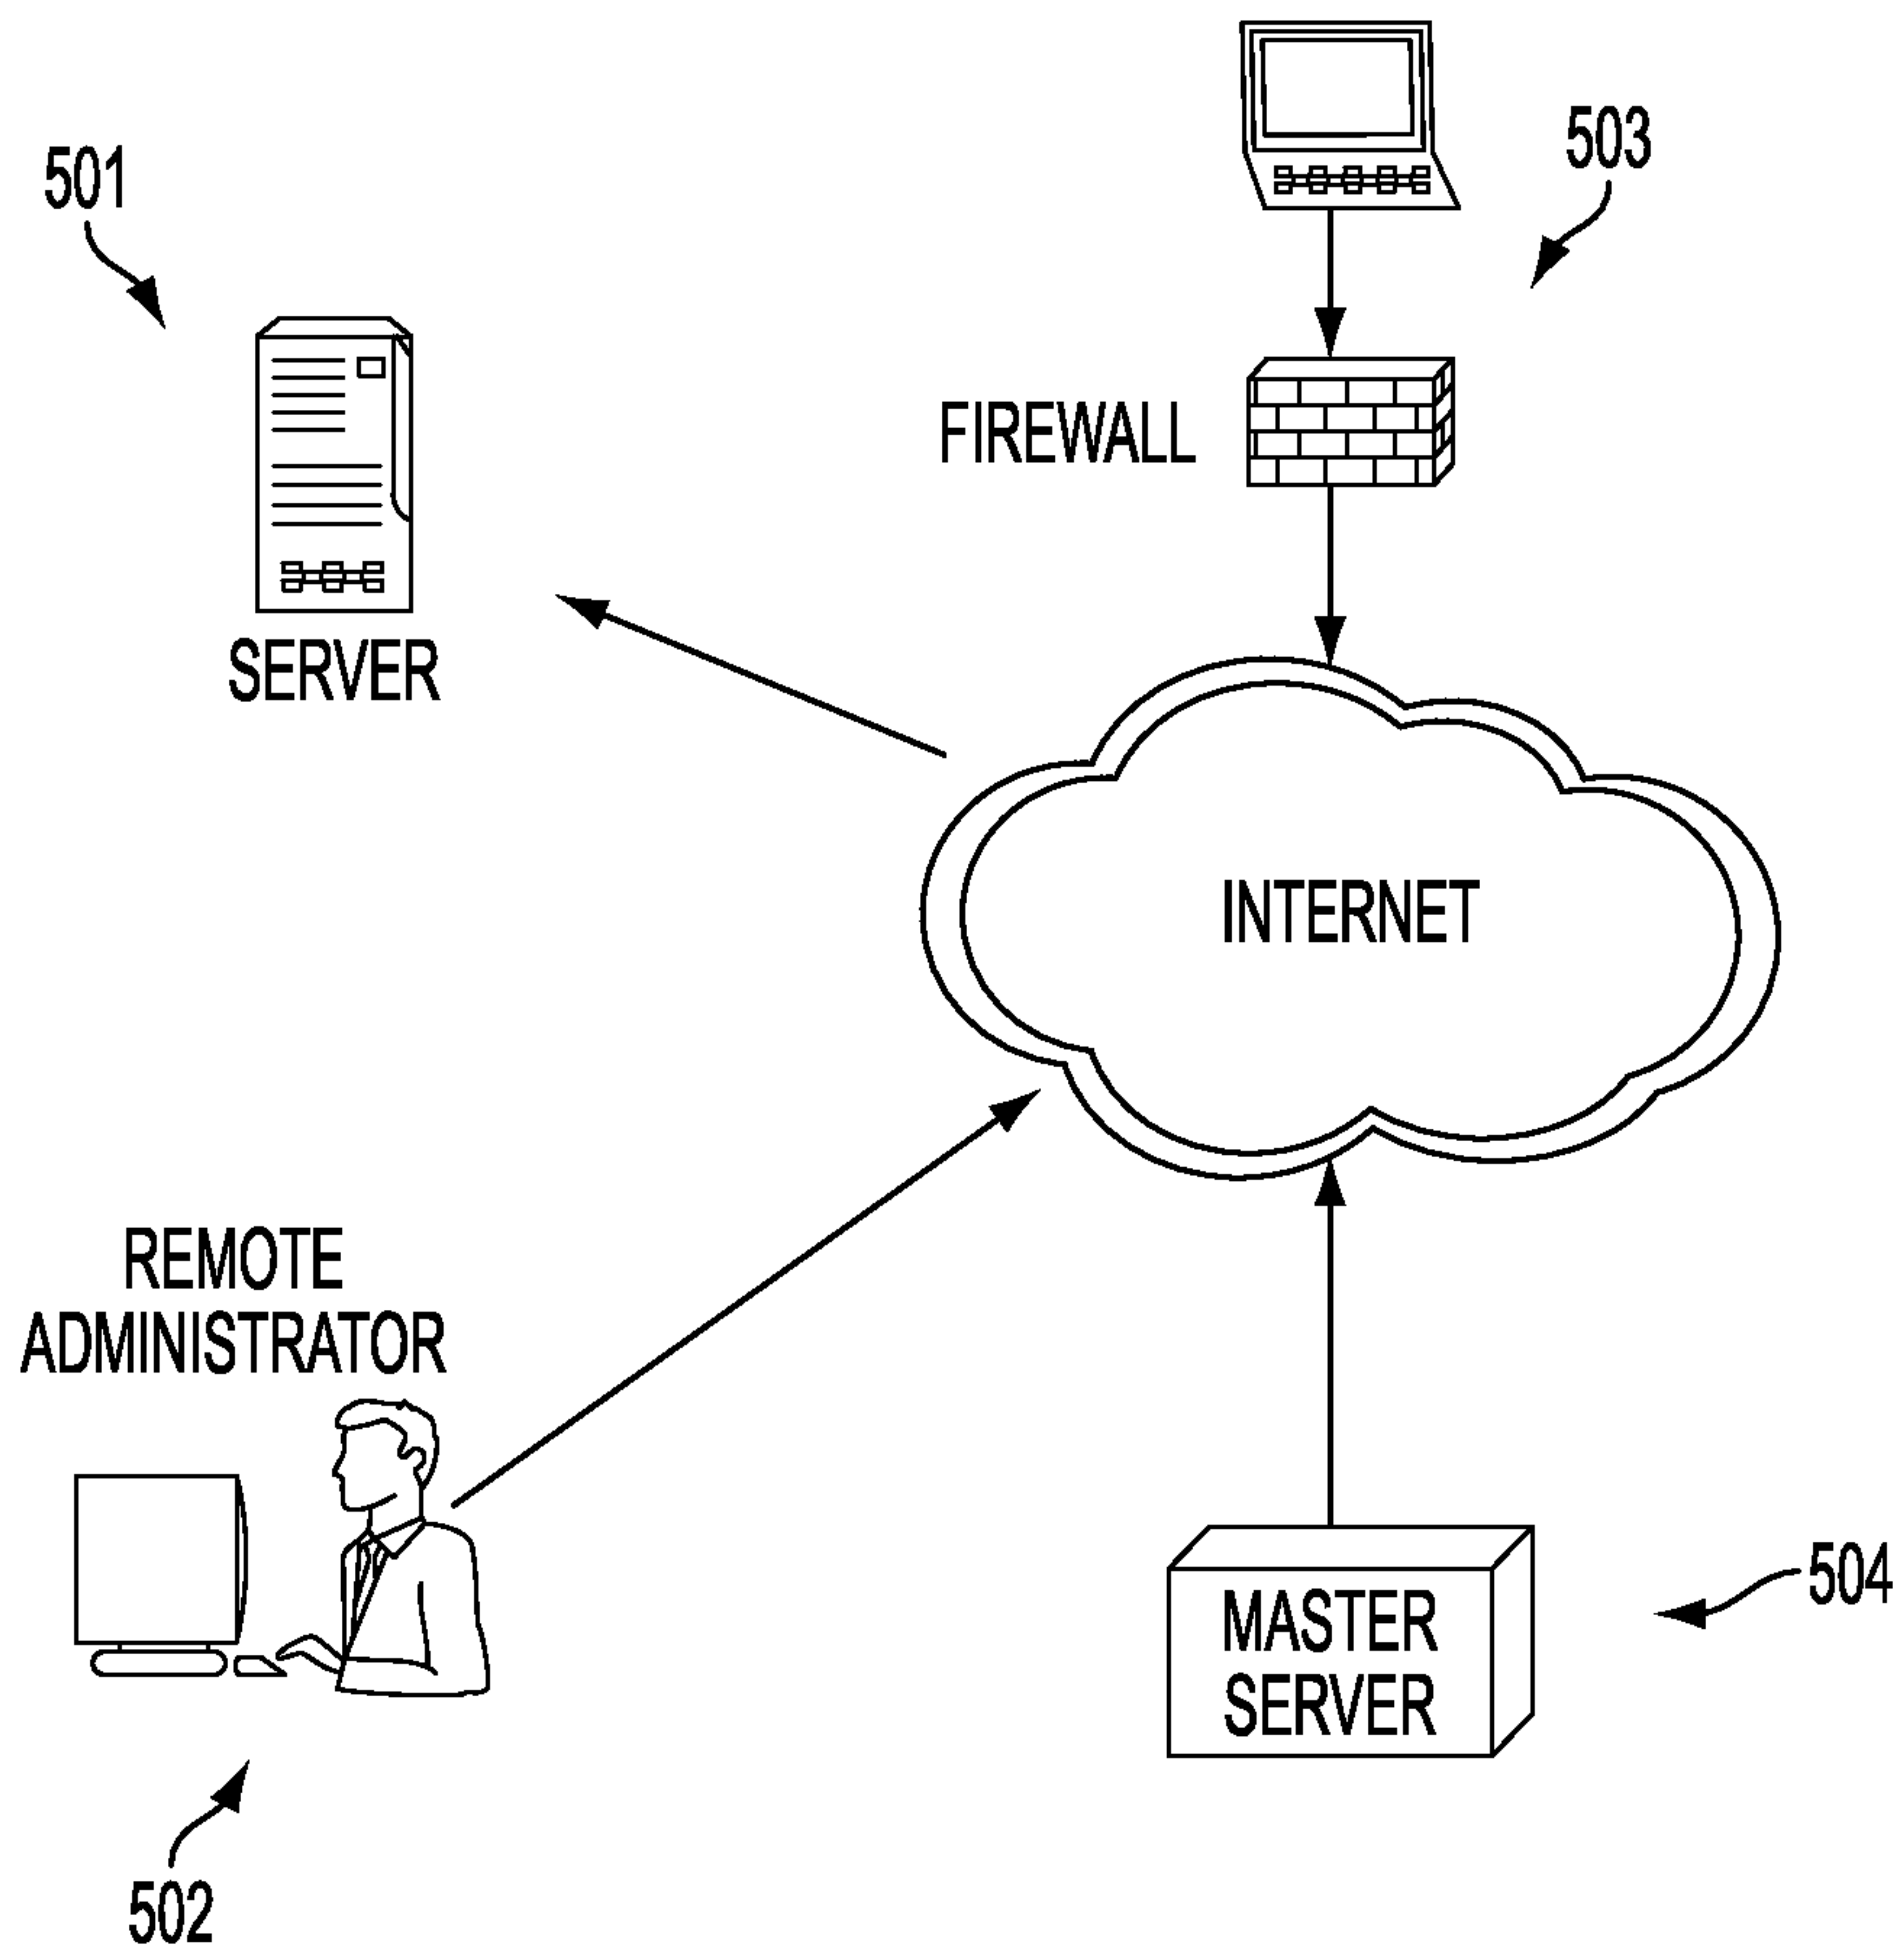 503
501
FIREWALL
SERVER
INTERNET
REMOTE
ADMINISTRATOR
504
MASTER
SERVER
502